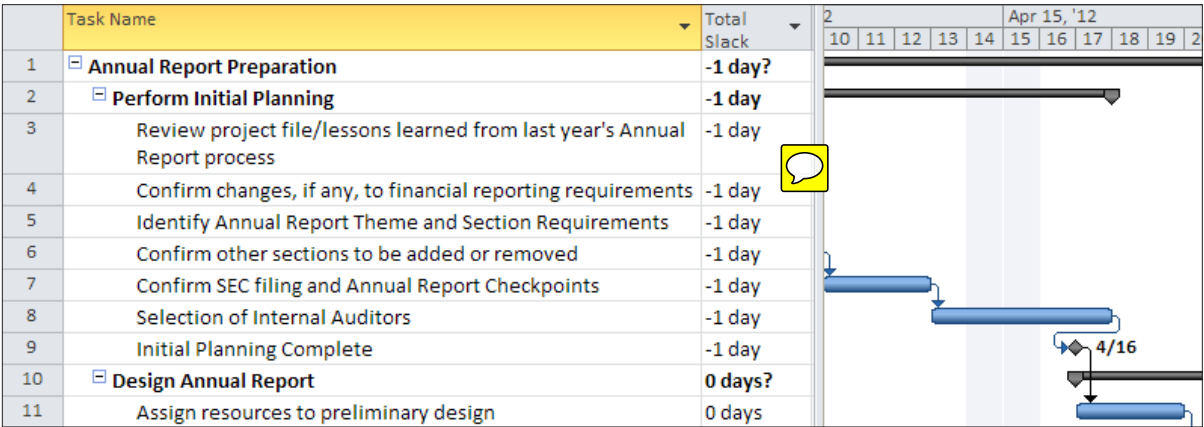 Task Name Total Slack 2 Apr 15, '12
10 11 12 13 14 15 16 17 18 19 2
1 Annual Report Preparation -1 day?
2 Perform Initial Planning -1 day
3 Review project file/lessons learned from last year's Annual -1 day
Report process
4 Confirm changes, if any, to financial reporting requirements -1 day
5 Identify Annual Report Theme and Section Requirements -1 day
6 Confirm other sections to be added or removed -1 day
7 Confirm SEC filing and Annual Report Checkpoints -1 day
8 Selection of Internal Auditors -1 day
9 Initial Planning Complete -1 day 4/16
10 Design Annual Report 0 days?
11 Assign resources to preliminary design 0 days